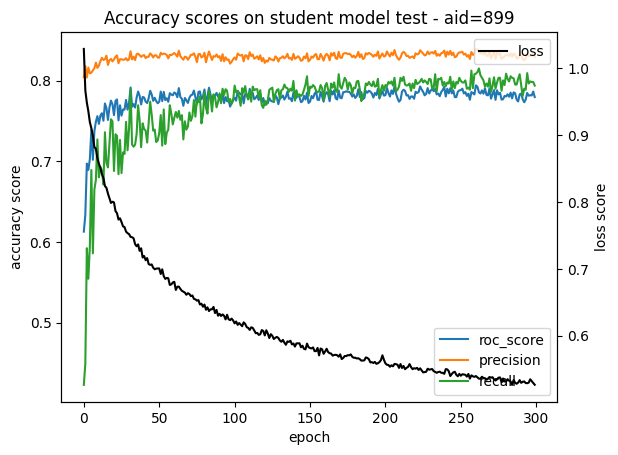 Accuracy scores on student model test - aid=899
loss
accuracy score
0.8
0.7
0.6
0.5
1.0
0.9
0.8
0.7
0.6
loss score
roc_score
precision
recall
0
50
100
150
200
250
300
epoch